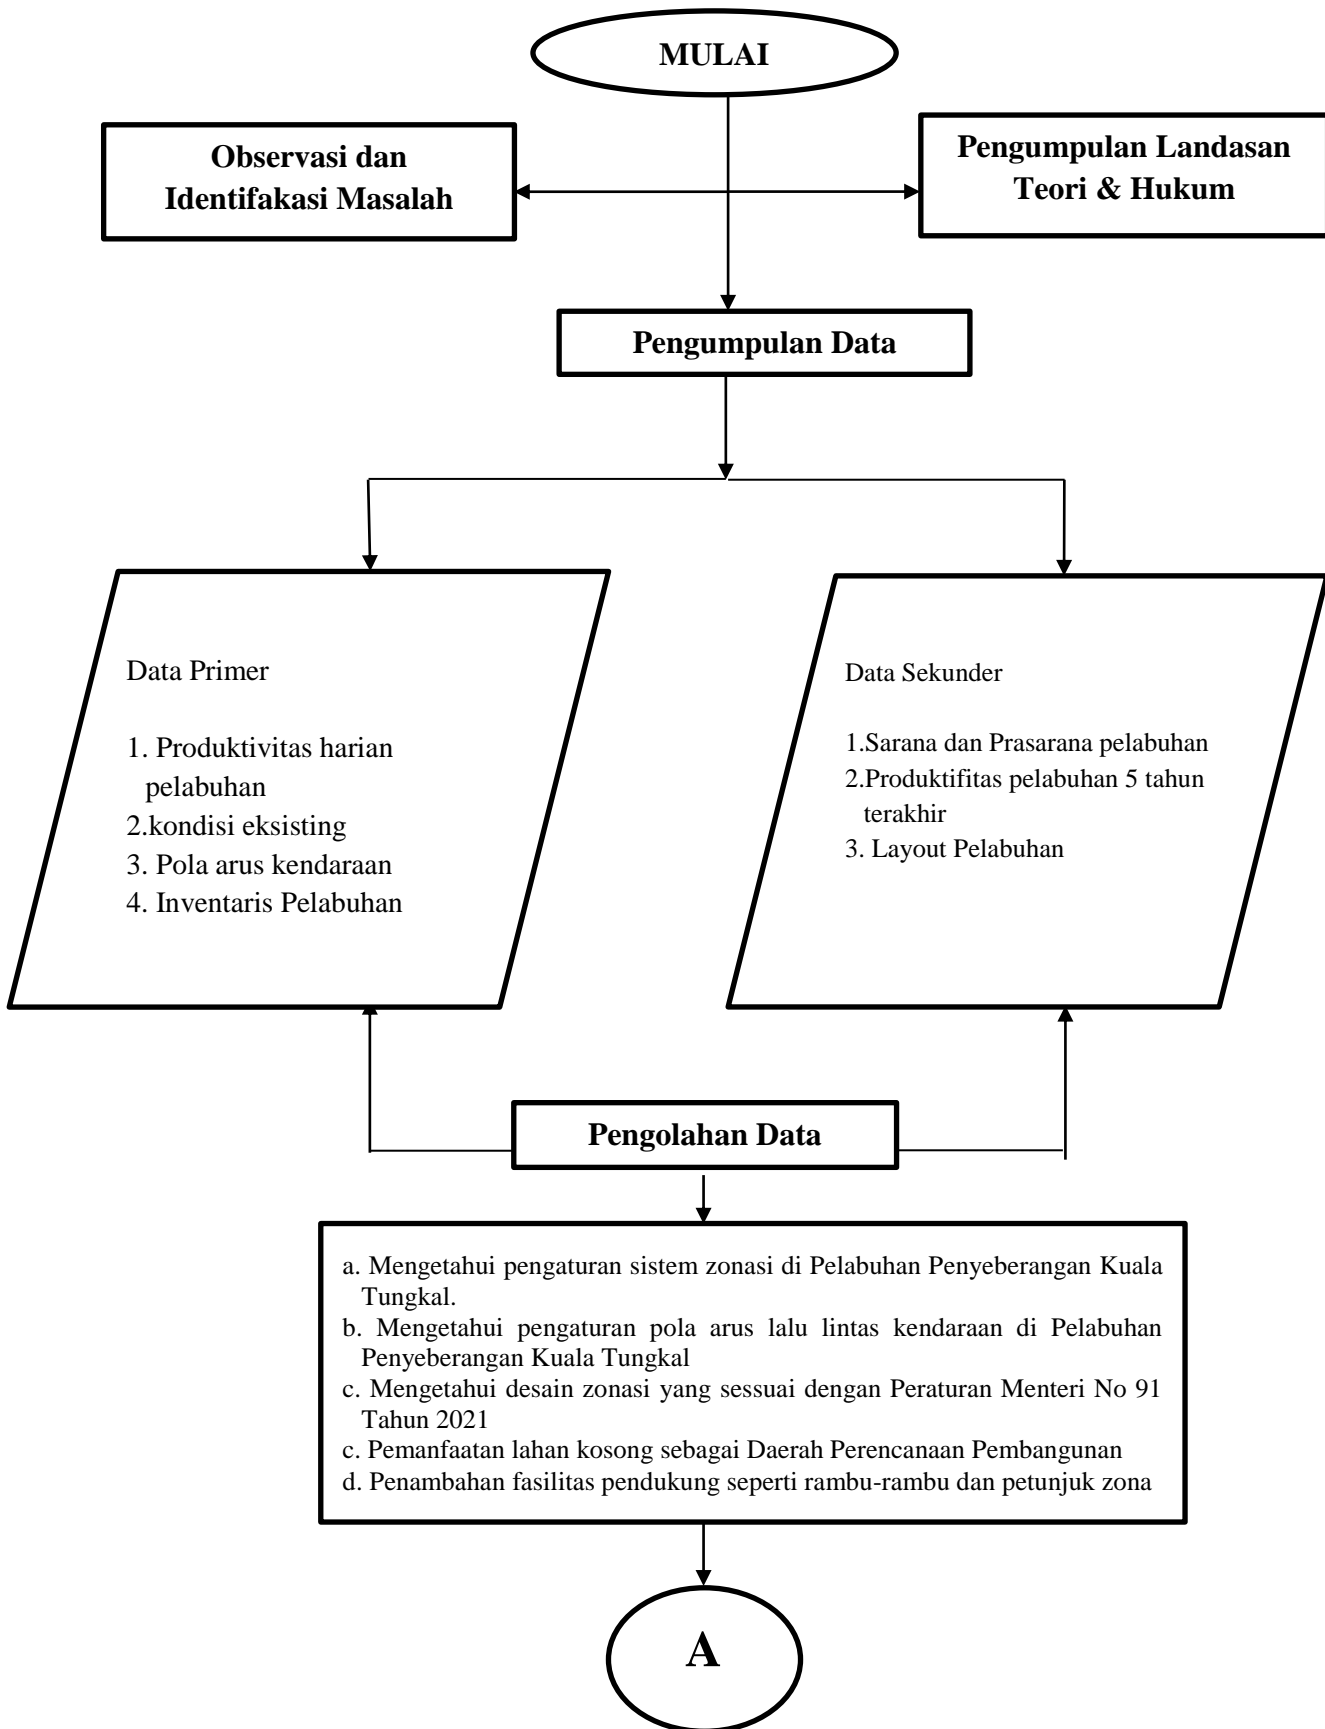 MULAI
Observasi dan
Identifakasi Masalah
Pengumpulan Landasan
Teori & Hukum
Pengumpulan Data
Data Primer
1. Produktivitas harian
pelabuhan
2.kondisi eksisting
3. Pola arus kendaraan
4. Inventaris Pelabuhan
Data Sekunder
1.Sarana dan Prasarana pelabuhan
2.Produktifitas pelabuhan 5 tahun
terakhir
3. Layout Pelabuhan
Pengolahan Data
a. Mengetahui pengaturan sistem zonasi di Pelabuhan Penyeberangan Kuala
Tungkal.
b. Mengetahui pengaturan pola arus lalu lintas kendaraan di Pelabuhan
Penyeberangan Kuala Tungkal
c. Mengetahui desain zonasi yang sessuai dengan Peraturan Menteri No 91
Tahun 2021
c. Pemanfaatan lahan kosong sebagai Daerah Perencanaan Pembangunan
d. Penambahan fasilitas pendukung seperti rambu-rambu dan petunjuk zona
A